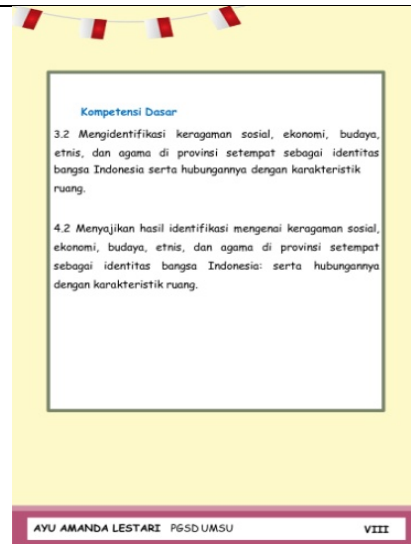 Kompetensi Dasar
3.2 Mengidentifikasi keragaman sosial, ekonomi, budaya,
etnis, dan agama di provinsi setempat sebagai identitas
bangsa Indonesia serta hubungannya dengan karakteristik
ruang.
4.2 Menyajikan hasil identifikasi mengenai keragaman sosial,
ekonomi, budaya, etnis, dan agama di provinsi setempat
sebagai identitas bangsa Indonesia: serta hubungannya
dengan karakteristik ruang.
AYU AMANDA LESTARI PGSD UMSU VIII